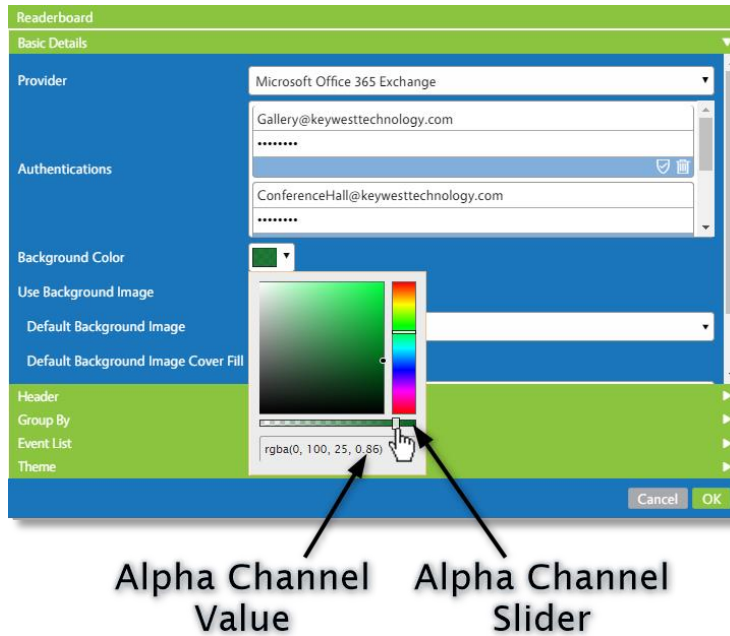 Readerboard
Basic Details
Provider
Microsoft Office 365 Exchange
Gallery@keywesttechnology.com
••••••••
Authentications
ConferenceHall@keywesttechnology.com
••••••••
Background Color
Use Background Image
Default Background Image
Default Background Image Cover Fill
Header
Group By
rgba(0, 100, 25, 0.86)
Event List
Theme
Cancel OK
Alpha Channel Value
Alpha Channel Slider